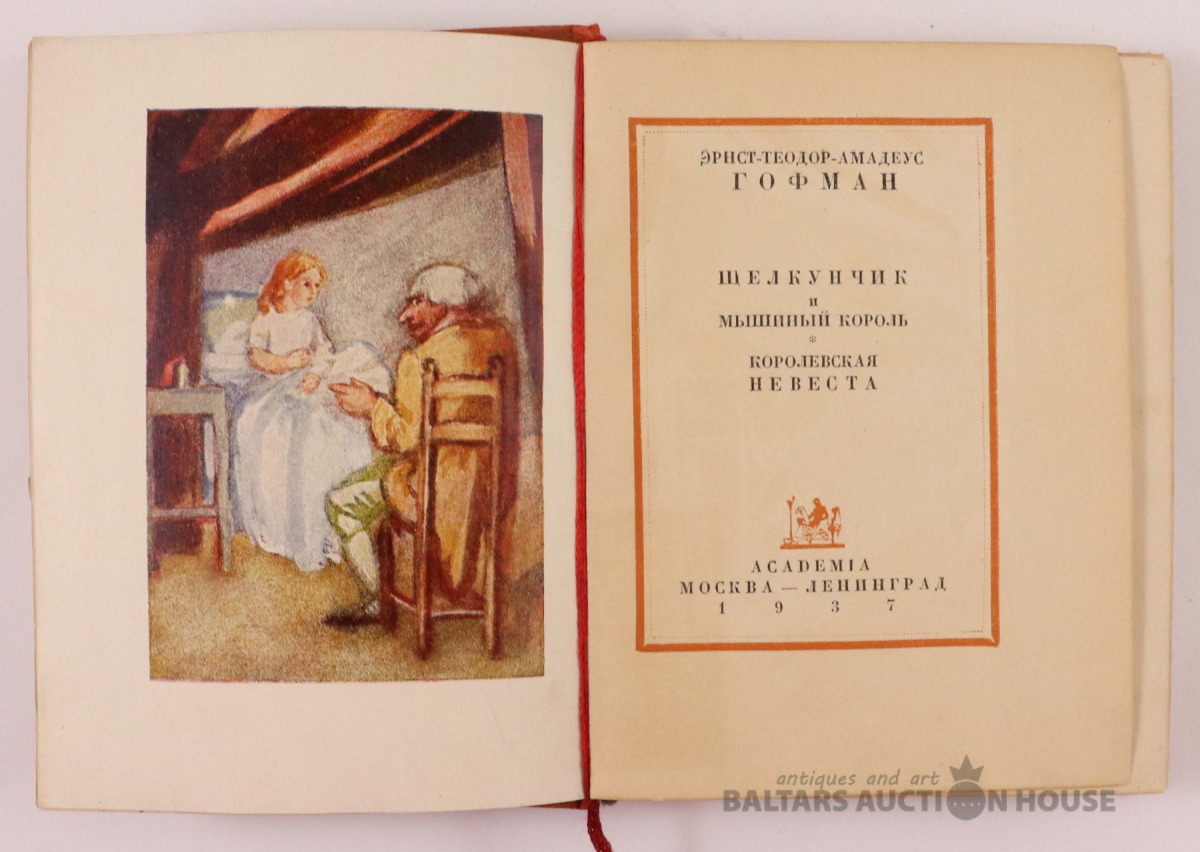 ЭРНСТ-ТЕОДОР-АМАДЕУС
ГОФМАН
ЩЕЛКУНЧИК
и
МЫШИНЫЙ КОРОЛЬ
*
КОРОЛЕВСКАЯ
НЕВЕСТА
ACADEMIA
МОСКВА — ЛЕНИНГРАД
1937
antiques and art
BALTARS AUCTION HOUSE